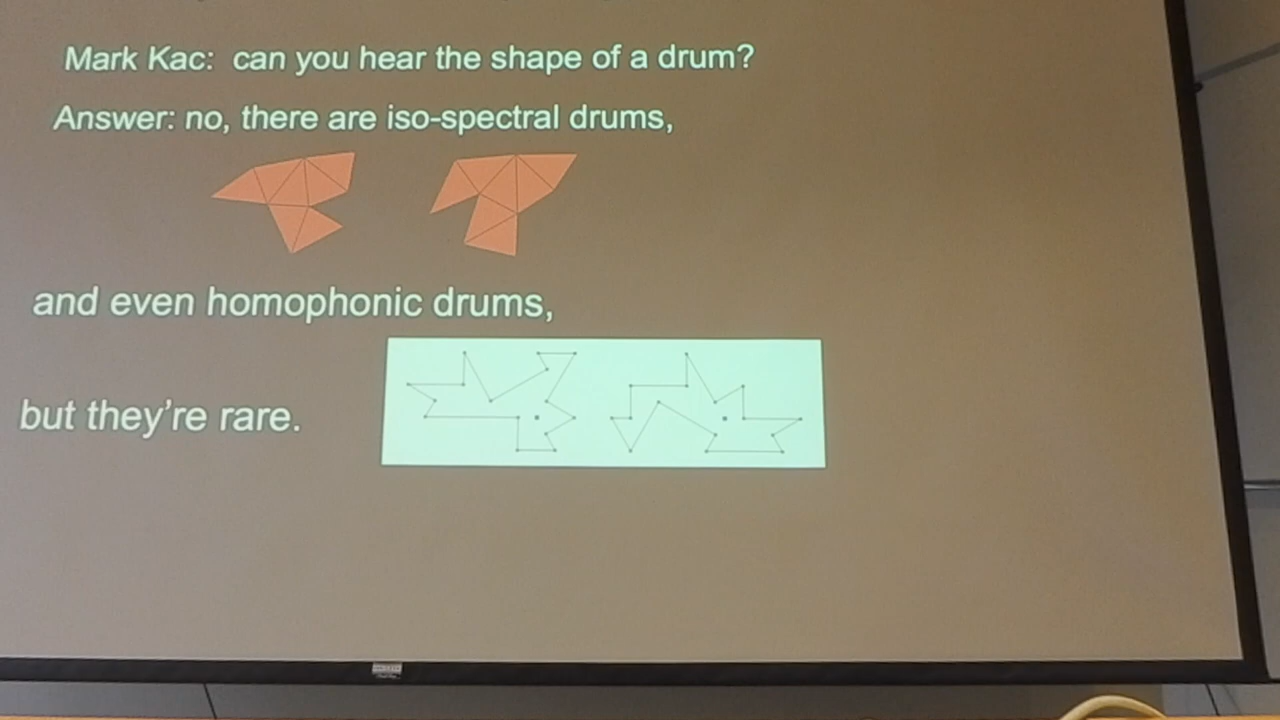 Mark Kac: can you hear the shape of a drum?
Answer: no, there are iso-spectral drums,
and even homophonic drums,
but they're rare.